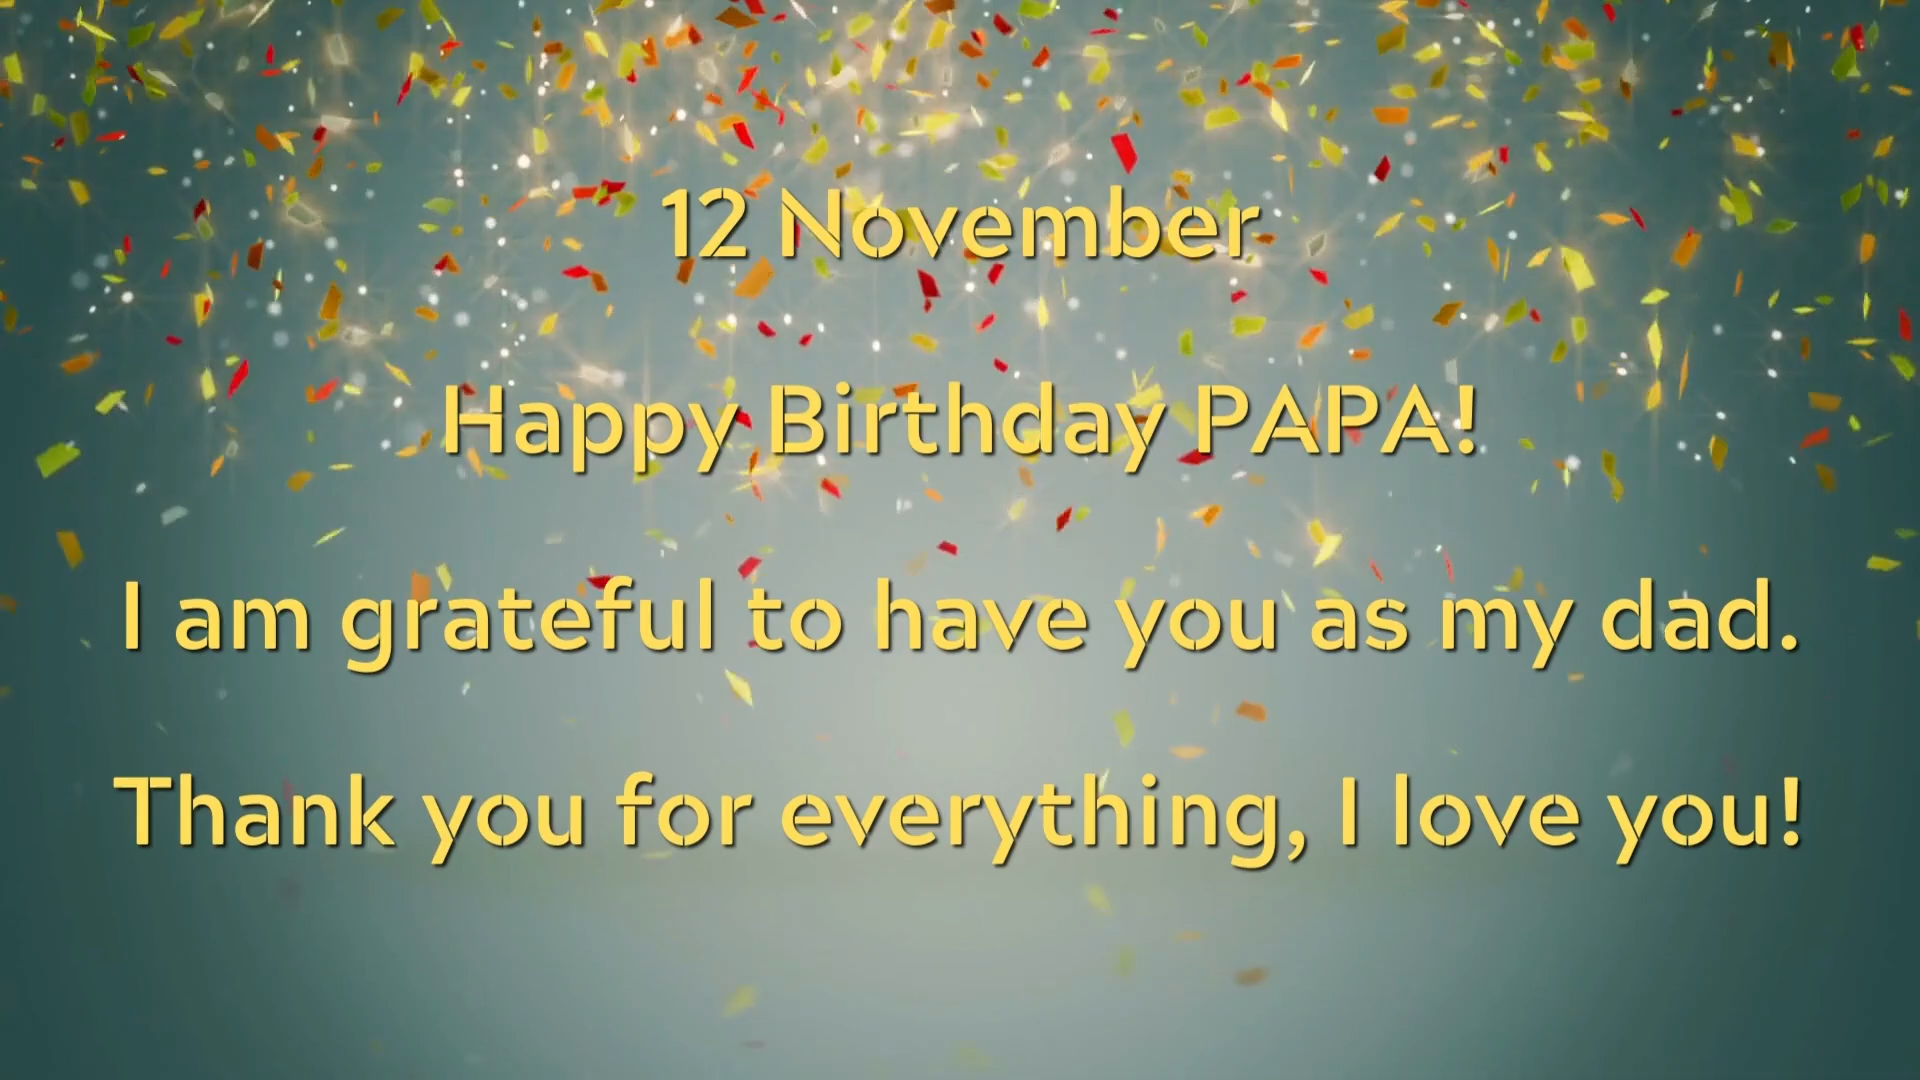 12 November
Happy Birthday PAPA!
I am grateful to have you as my dad.
Thank you for everything, I love you!